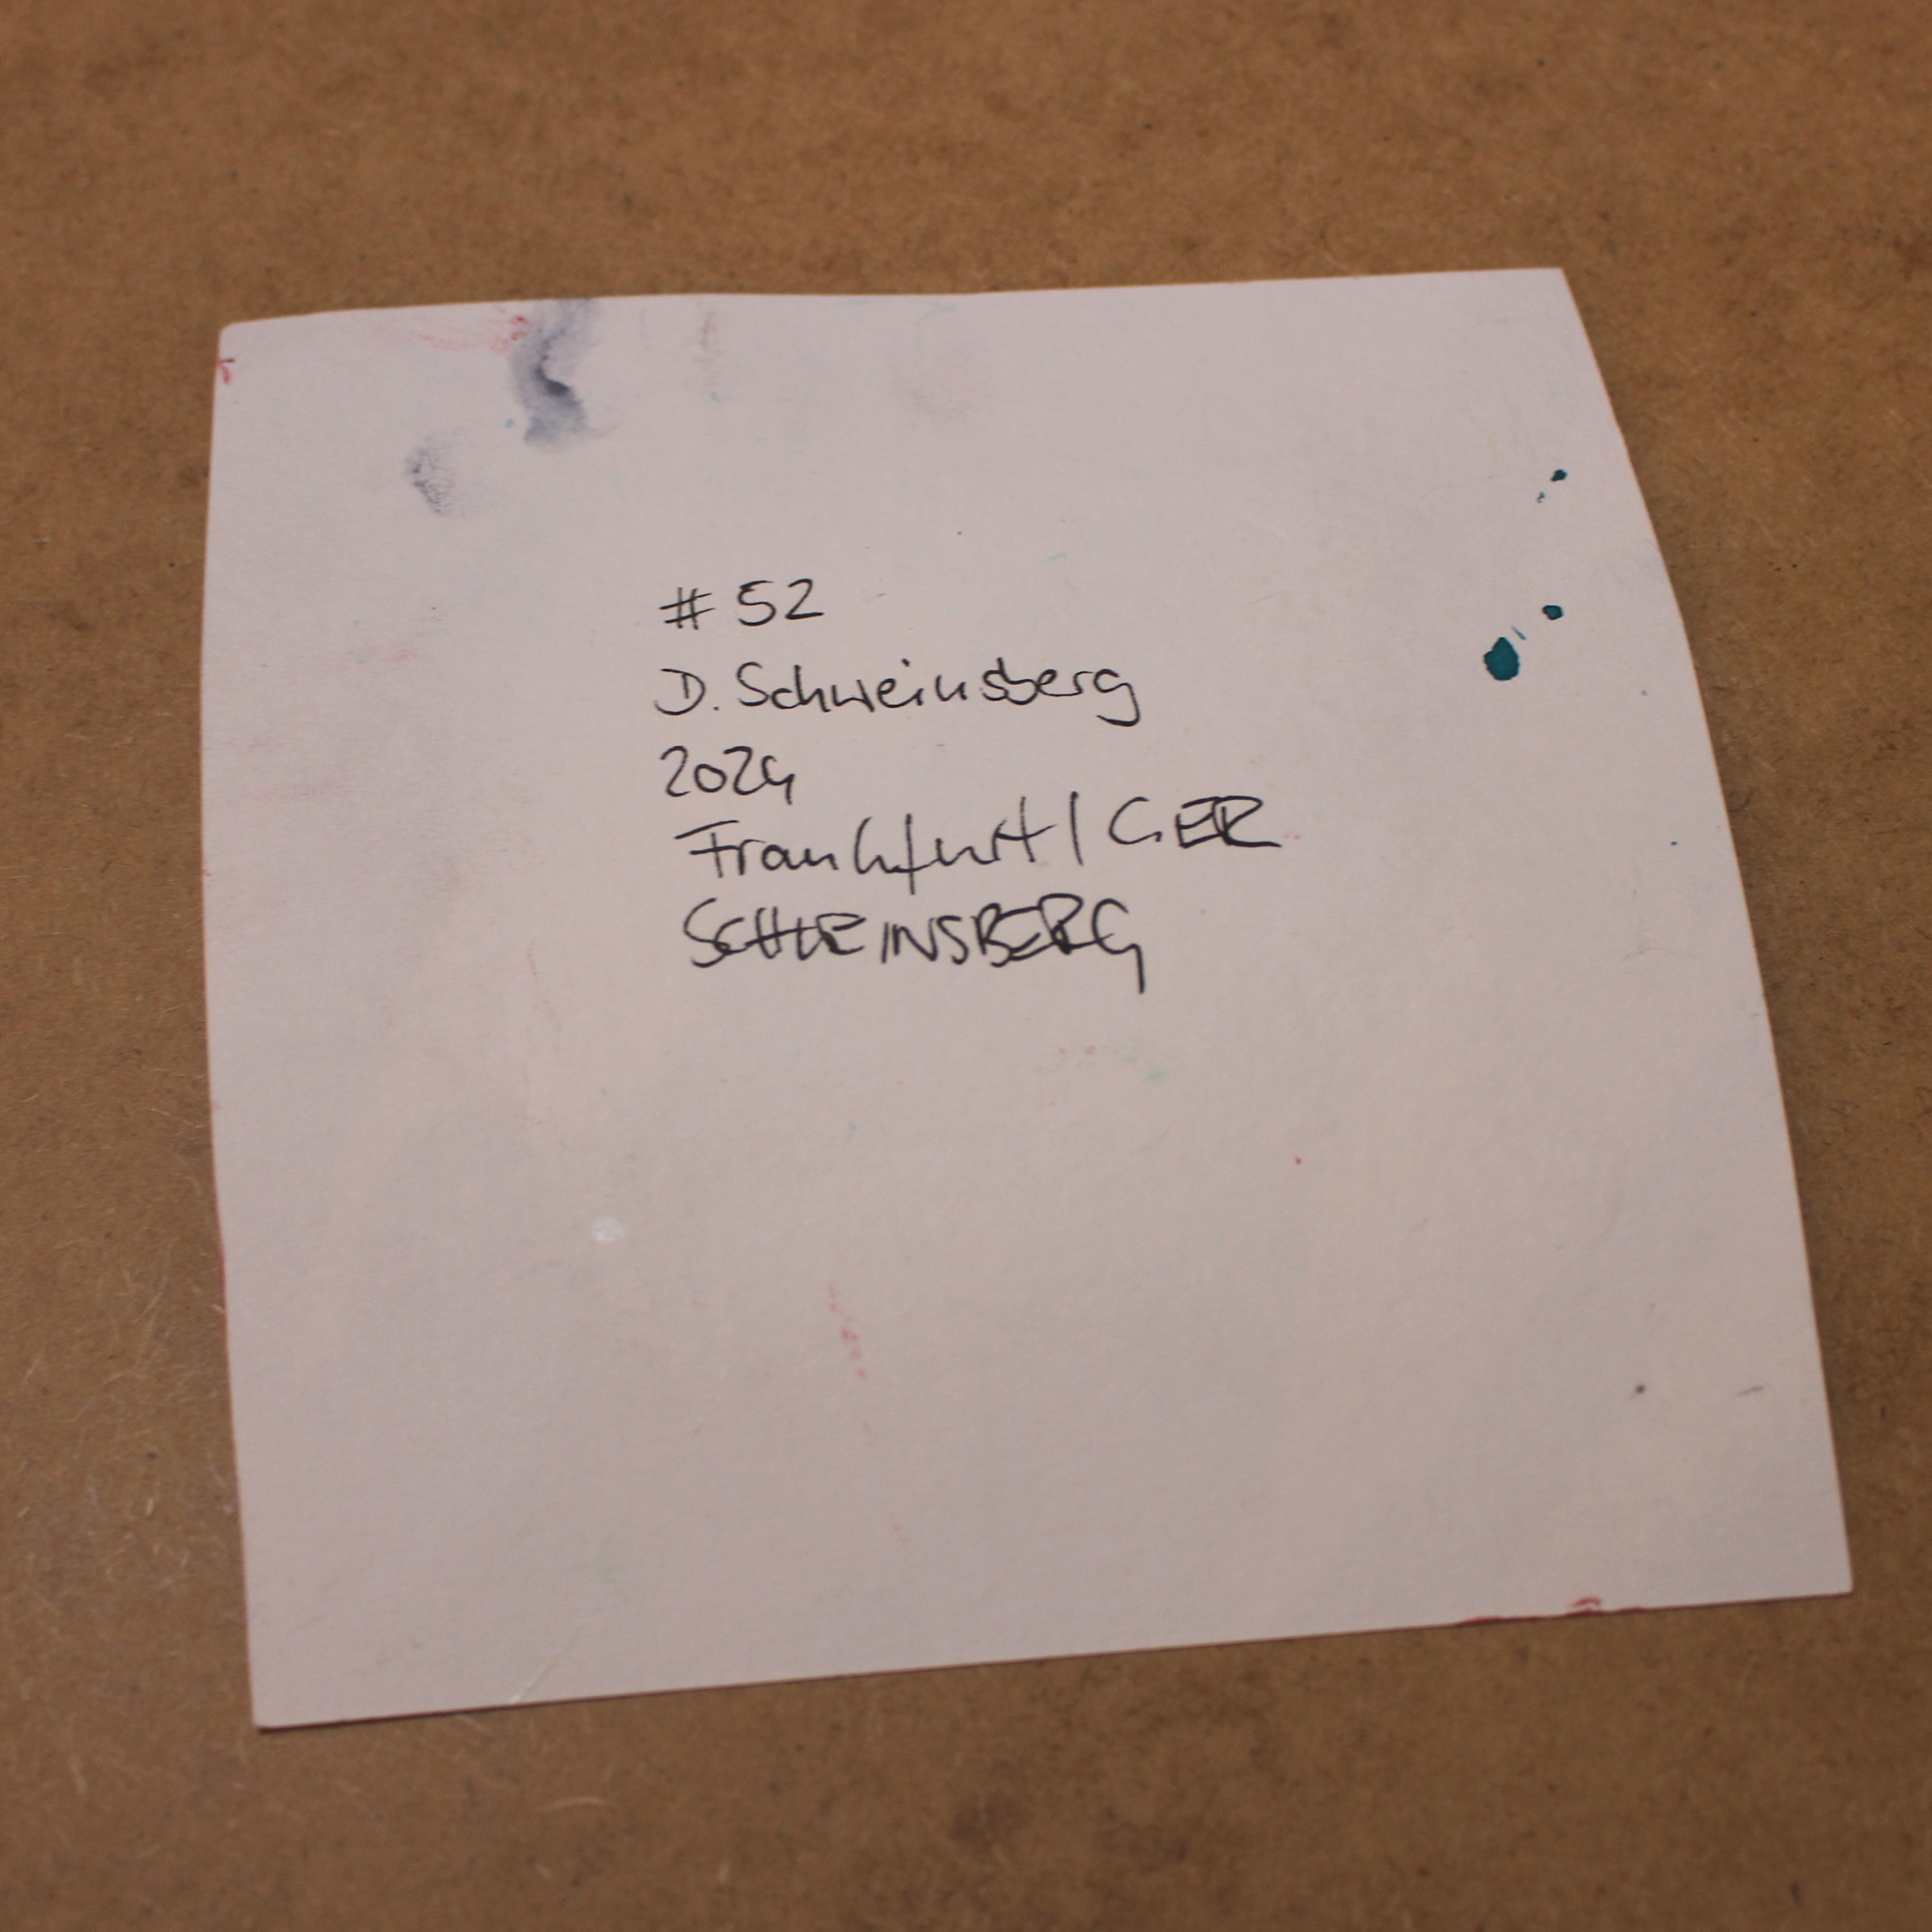 # 52
D. Schweinsberg
2024
Frankfurt / GER
SCHWEINSBERG